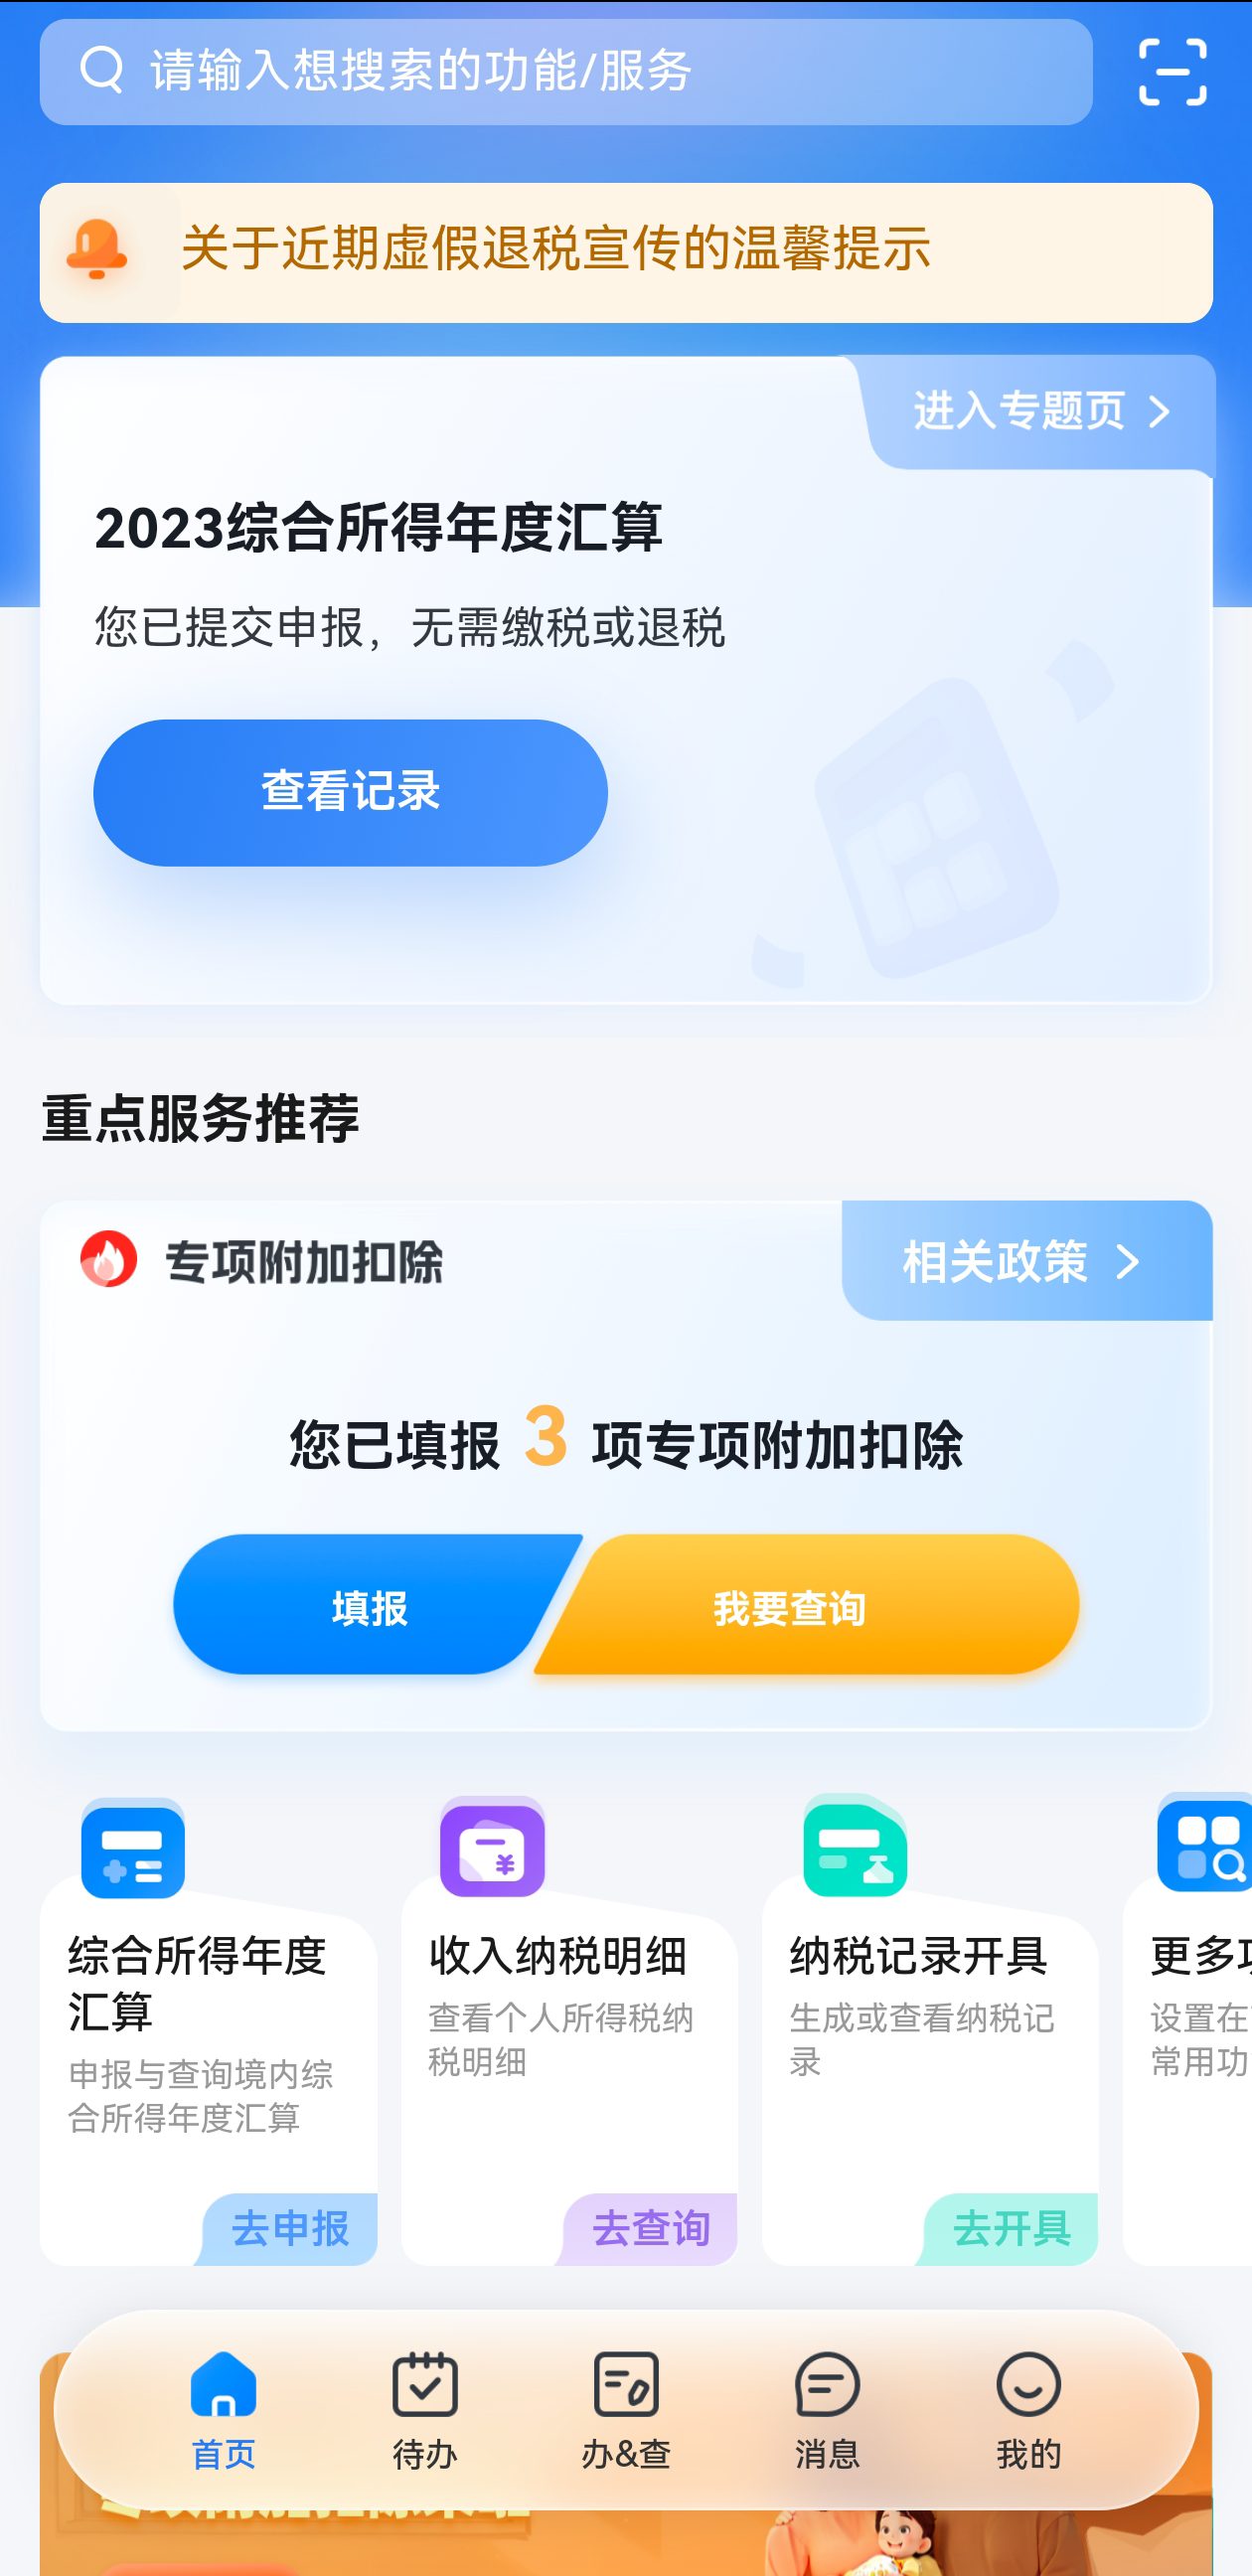 请输入想搜索的功能/服务
关于近期虚假退税宣传的温馨提示
进入专题页
2023综合所得年度汇算
您已提交申报，无需缴税或退税
查看记录
重点服务推荐
专项附加扣除
相关政策
您已填报 3 项专项附加扣除
填报
我要查询
综合所得年度
汇算
申报与查询境内综
合所得年度汇算
去申报
收入纳税明细
查看个人所得税纳
税明细
去查询
纳税记录开具
生成或查看纳税记
录
去开具
更多
设置在
常用功
首页
待办
办&查
消息
我的